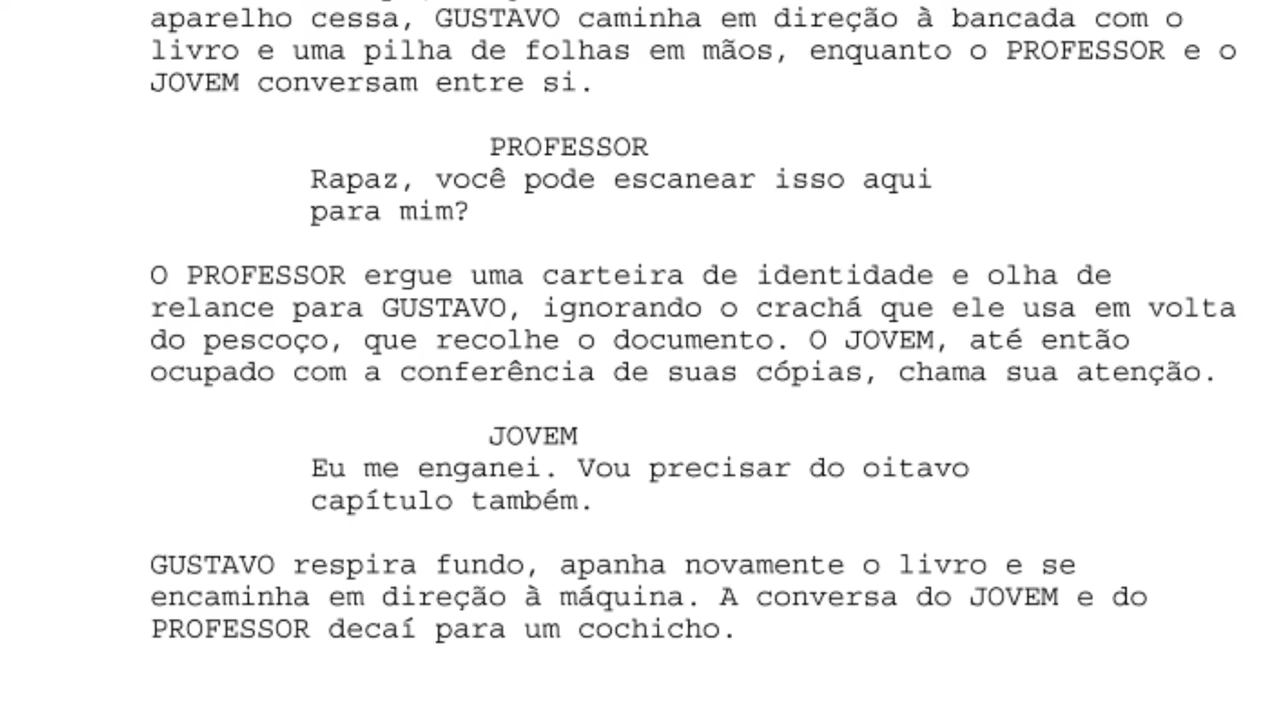 aparelho cessa, GUSTAVO caminha em direção à bancada com o
livro e uma pilha de folhas em mãos, enquanto o PROFESSOR e o
JOVEM conversam entre si.
PROFESSOR
Rapaz, você pode escanear isso aqui
para mim?
O PROFESSOR ergue uma carteira de identidade e olha de
relance para GUSTAVO, ignorando o crachá que ele usa em volta
do pescoço, que recolhe o documento. O JOVEM, até então
ocupado com a conferência de suas cópias, chama sua atenção.
JOVEM
Eu me enganei. Vou precisar do oitavo
capítulo também.
GUSTAVO respira fundo, apanha novamente o livro e se
encaminha em direção à máquina. A conversa do JOVEM e do
PROFESSOR decaí para um cochicho.